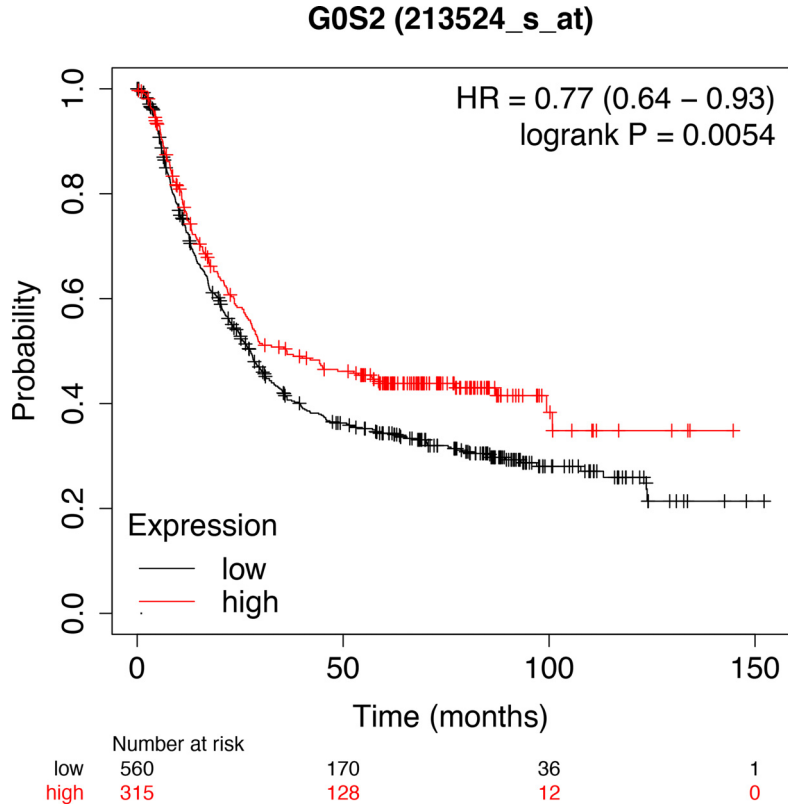 G0S2 (213524_s_at)
HR = 0.77 (0.64 − 0.93)
logrank P = 0.0054
Probability
1.0
0.8
0.6
0.4
0.2
0.0
Expression
low
high
0 50 100 150
Time (months)
Number at risk
low 560 170 36 1
high 315 128 12 0